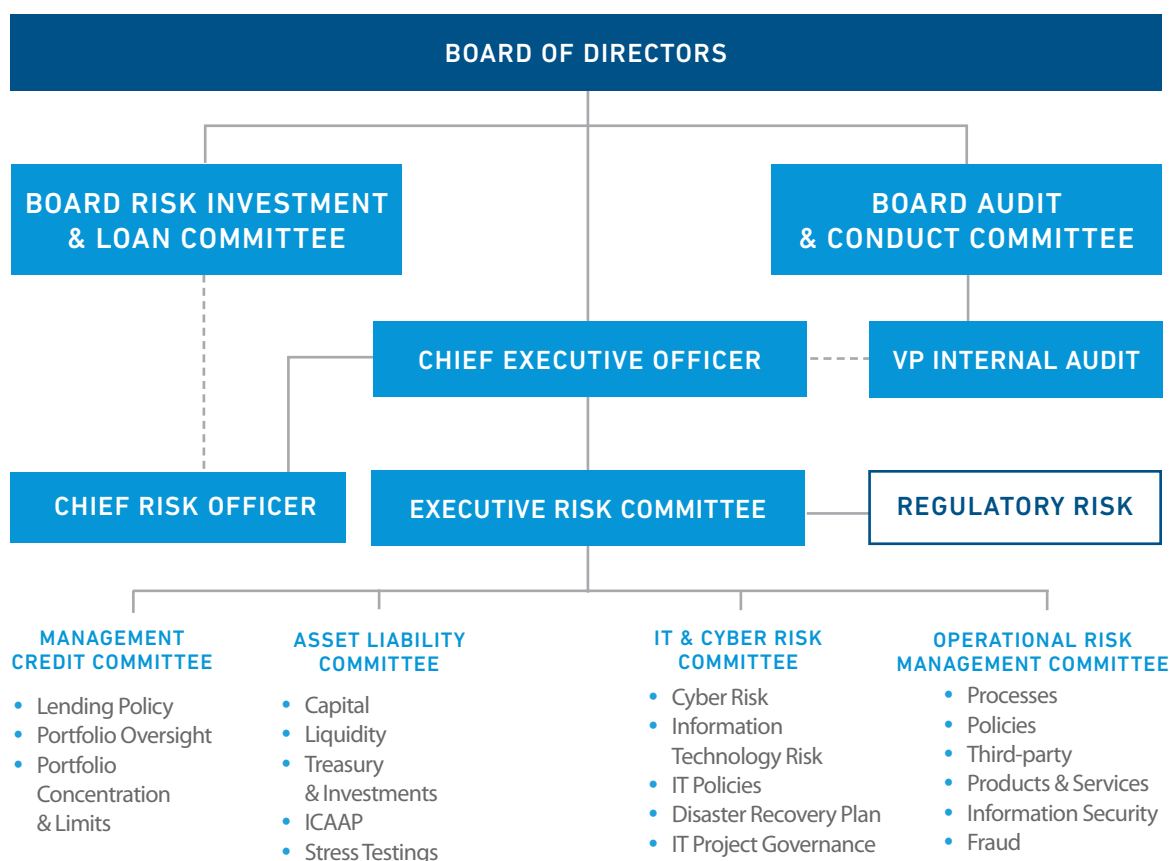 BOARD OF DIRECTORS
BOARD RISK INVESTMENT
& LOAN COMMITTEE
BOARD AUDIT
& CONDUCT COMMITTEE
CHIEF EXECUTIVE OFFICER
VP INTERNAL AUDIT
CHIEF RISK OFFICER
EXECUTIVE RISK COMMITTEE
REGULATORY RISK
MANAGEMENT
CREDIT COMMITTEE
• Lending Policy
• Portfolio Oversight
• Portfolio
Concentration
& Limits
ASSET LIABILITY
COMMITTEE
• Capital
• Liquidity
• Treasury
& Investments
• ICAAP
• Stress Testings
IT & CYBER RISK
COMMITTEE
• Cyber Risk
• Information
Technology Risk
• IT Policies
• Disaster Recovery Plan
• IT Project Governance
OPERATIONAL RISK
MANAGEMENT COMMITTEE
• Processes
• Policies
• Third-party
• Products & Services
• Information Security
• Fraud